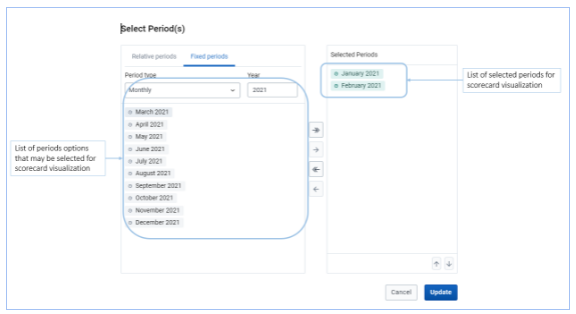 Select Period(s)
Relative periods
Fixed periods
Period type
Year
Monthly
2021
March 2021
April 2021
May 2021
June 2021
July 2021
August 2021
September 2021
October 2021
November 2021
December 2021
Selected Periods
January 2021
February 2021
List of selected periods for
scorecard visualization
List of periods options
that may be selected for
scorecard visualization
Cancel
Update